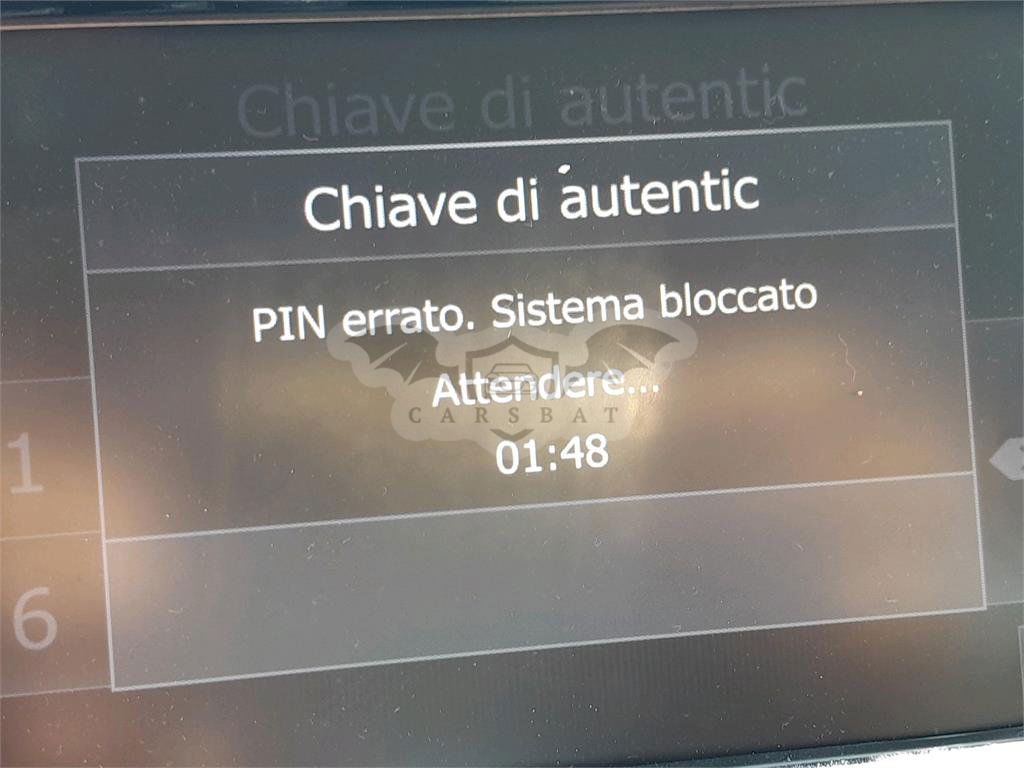 Chiave di autentic
Chiave di autentic
PIN errato. Sistema bloccato
Attendere...
CARSBAT
01:48
1
6